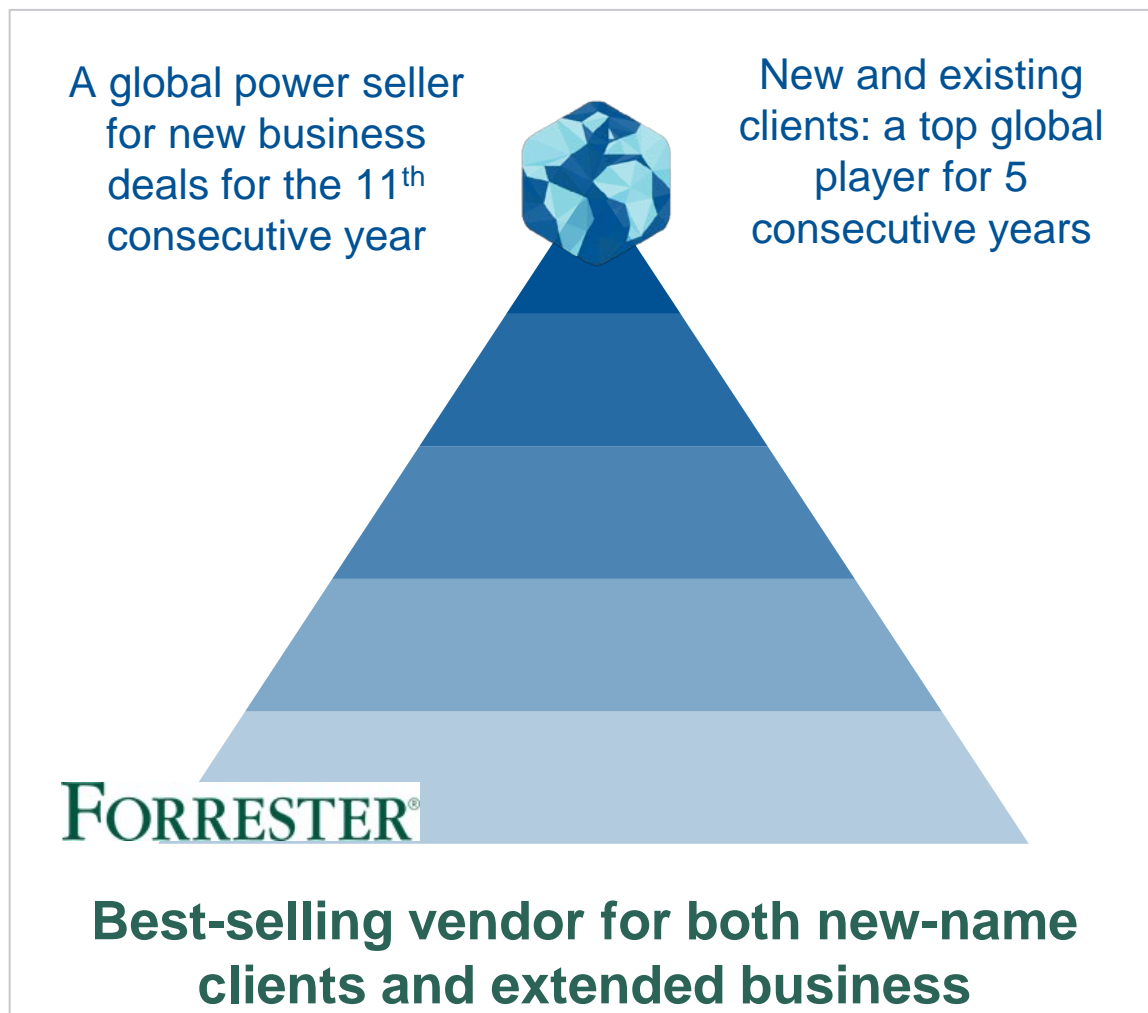 A global power seller
for new business
deals for the 11th
consecutive year
New and existing
clients: a top global
player for 5
consecutive years
FORRESTER®
Best-selling vendor for both new-name
clients and extended business